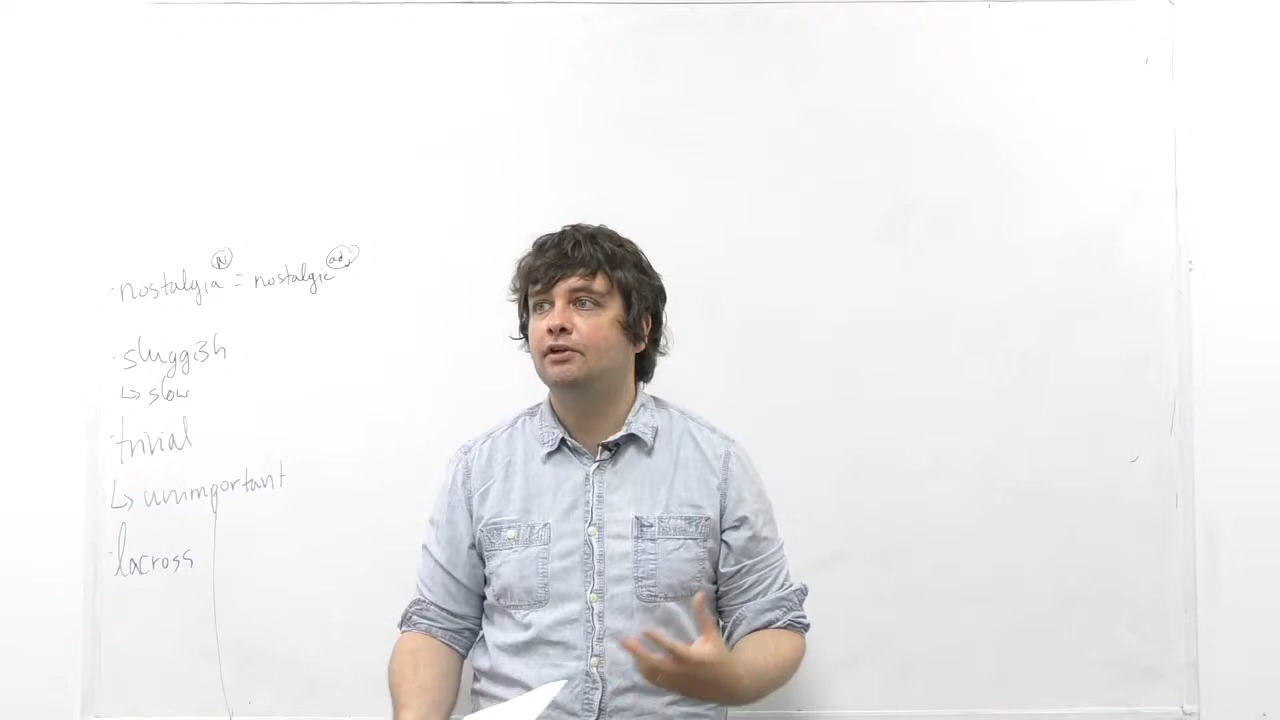 · nostalgia (N) = nostalgic (adj)
· sluggish
↳ slow
· trivial
↳ unimportant
· lacross